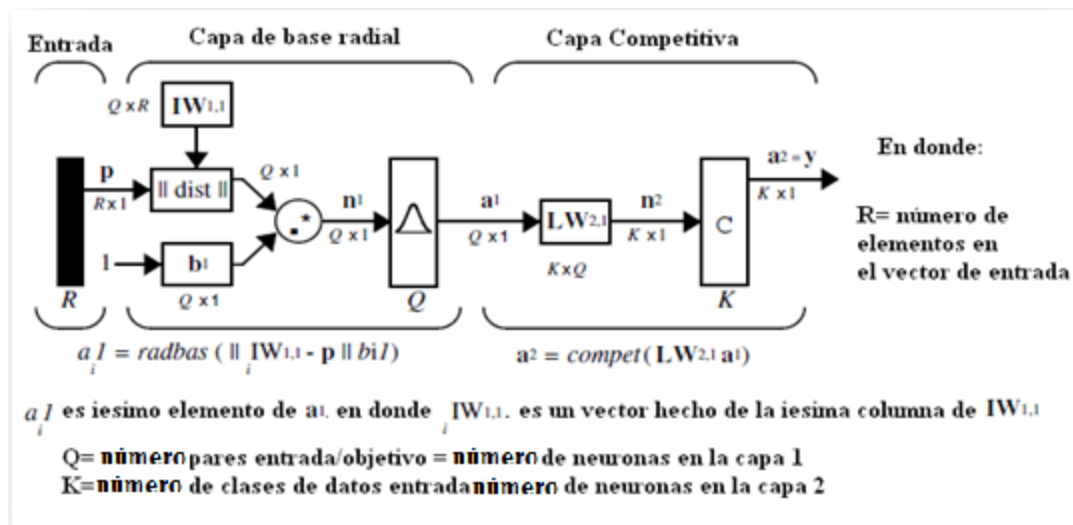 Entrada
Capa de base radial
Capa Competitiva
Q x R
IW1,1
p
R x 1
|| dist ||
Q x 1
.*
n1
Q x 1
a1
Q x 1
LW2,1
K x Q
n2
K x 1
C
a2 = y
K x 1
En donde:
R= número de
elementos en
el vector de entrada
1
b1
Q x 1
R
Q
K
ai1 = radbas ( || iIW1,1 - p || bi1)
a2 = compet( LW2,1 a1)
ai1 es iesimo elemento de a1, en donde iIW1,1. es un vector hecho de la iesima columna de IW1,1
Q= número pares entrada/objetivo = número de neuronas en la capa 1
K=número de clases de datos entradanúmero de neuronas en la capa 2